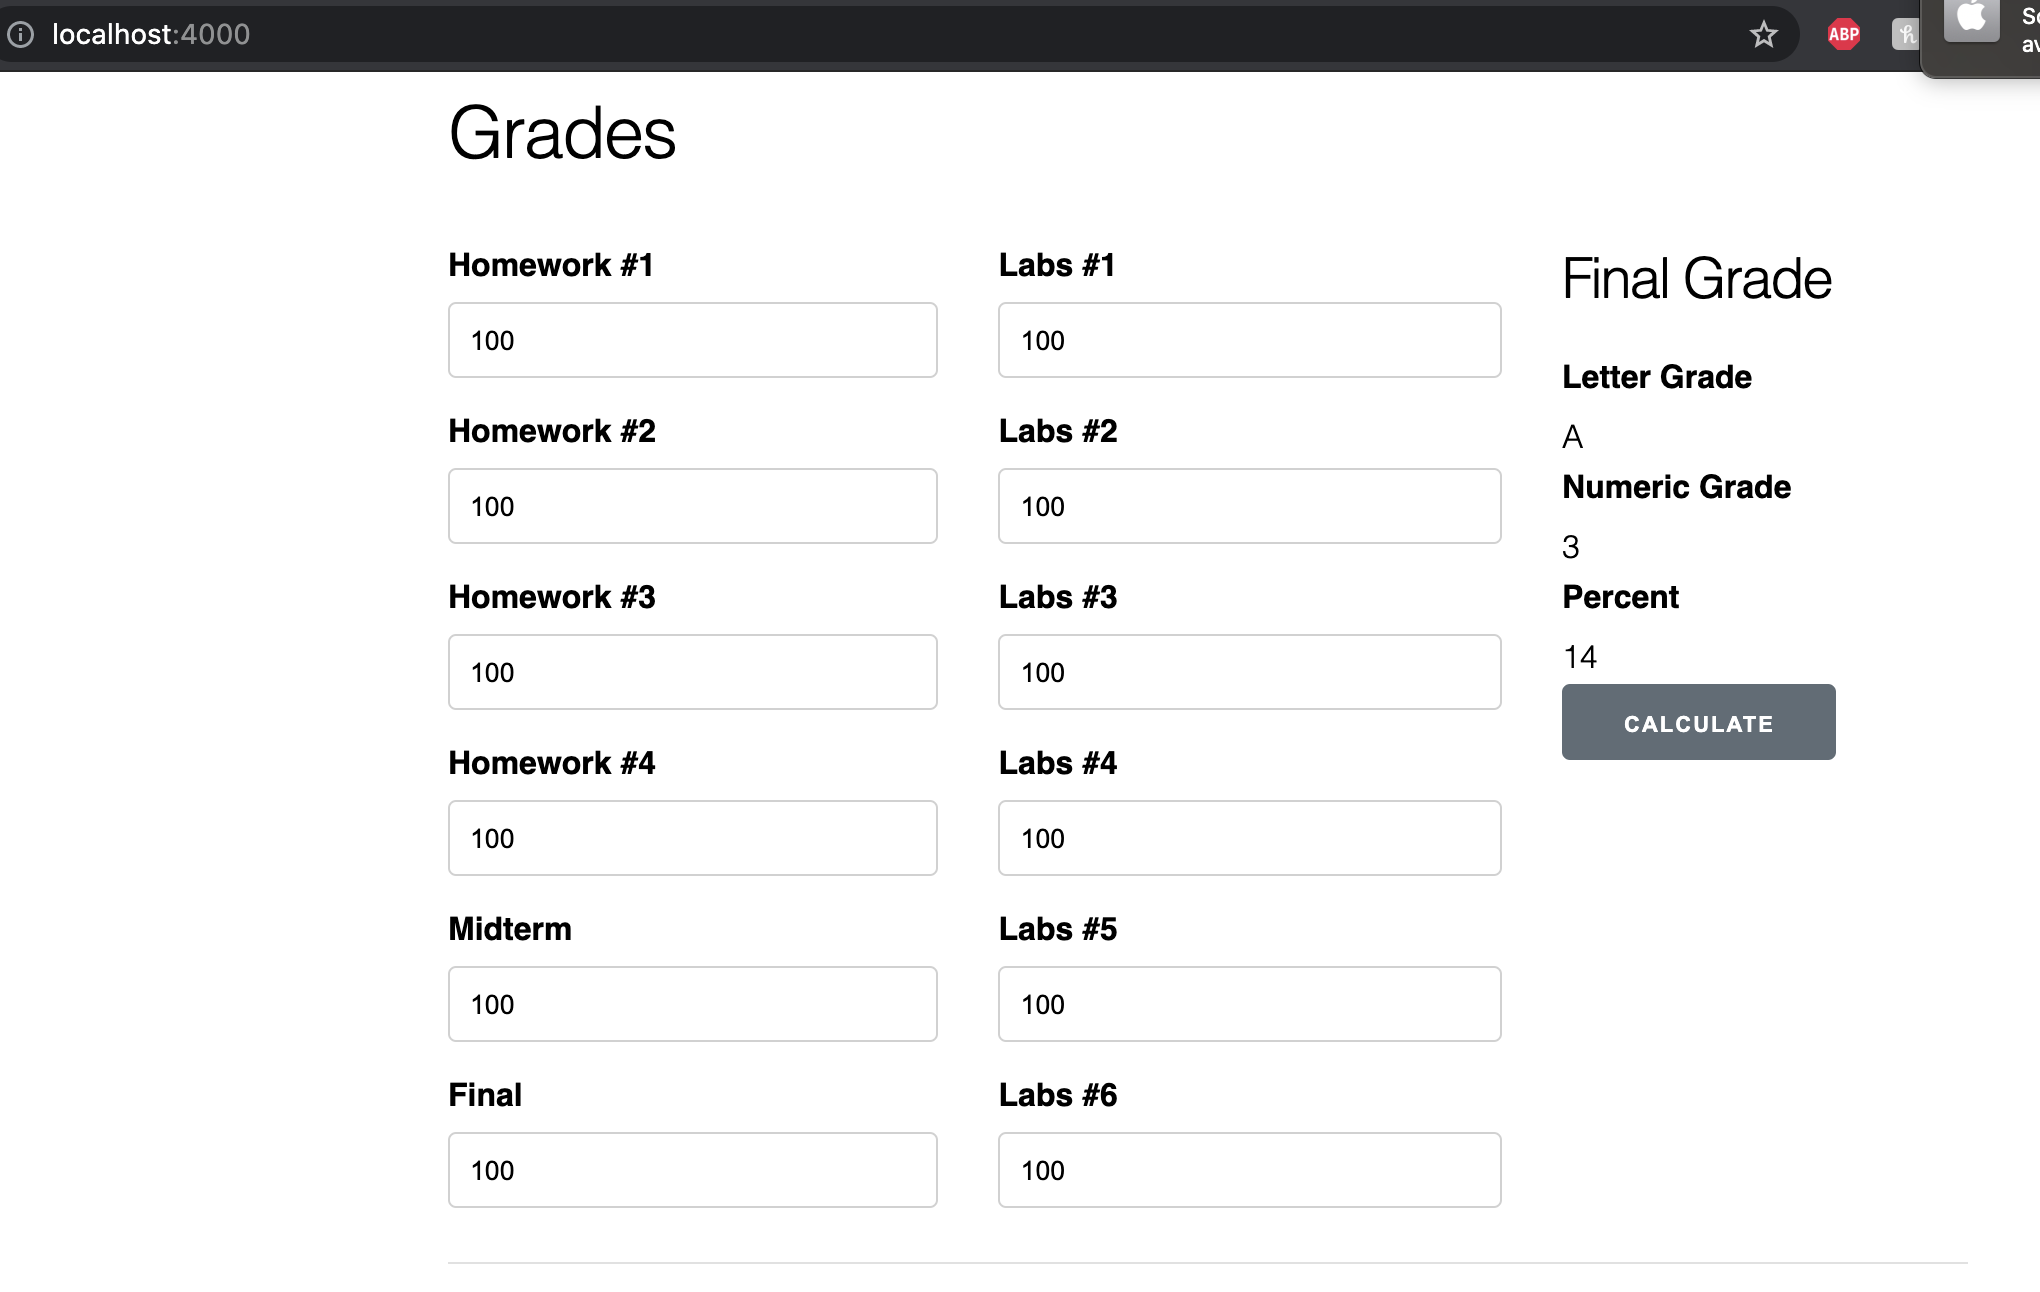 localhost:4000
ABP
Grades
Homework #1
100
Homework #2
100
Homework #3
100
Homework #4
100
Midterm
100
Final
100
Labs #1
100
Labs #2
100
Labs #3
100
Labs #4
100
Labs #5
100
Labs #6
100
Final Grade
Letter Grade
A
Numeric Grade
3
Percent
14
CALCULATE